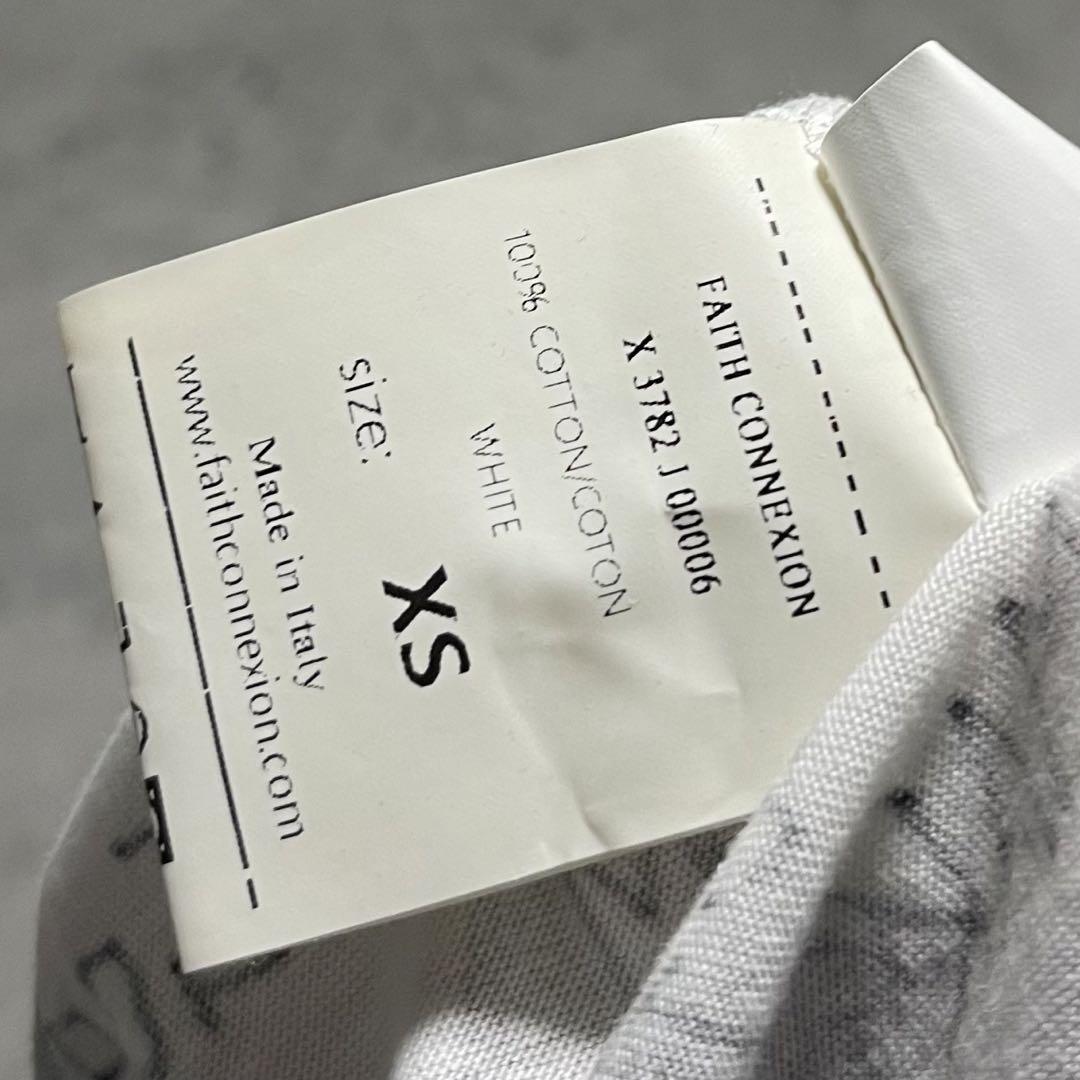 FAITH CONNEXION
X 3782 J 00006
100% COTTON/COTON
WHITE
size:
XS
Made in Italy
www.faithconnexion.com